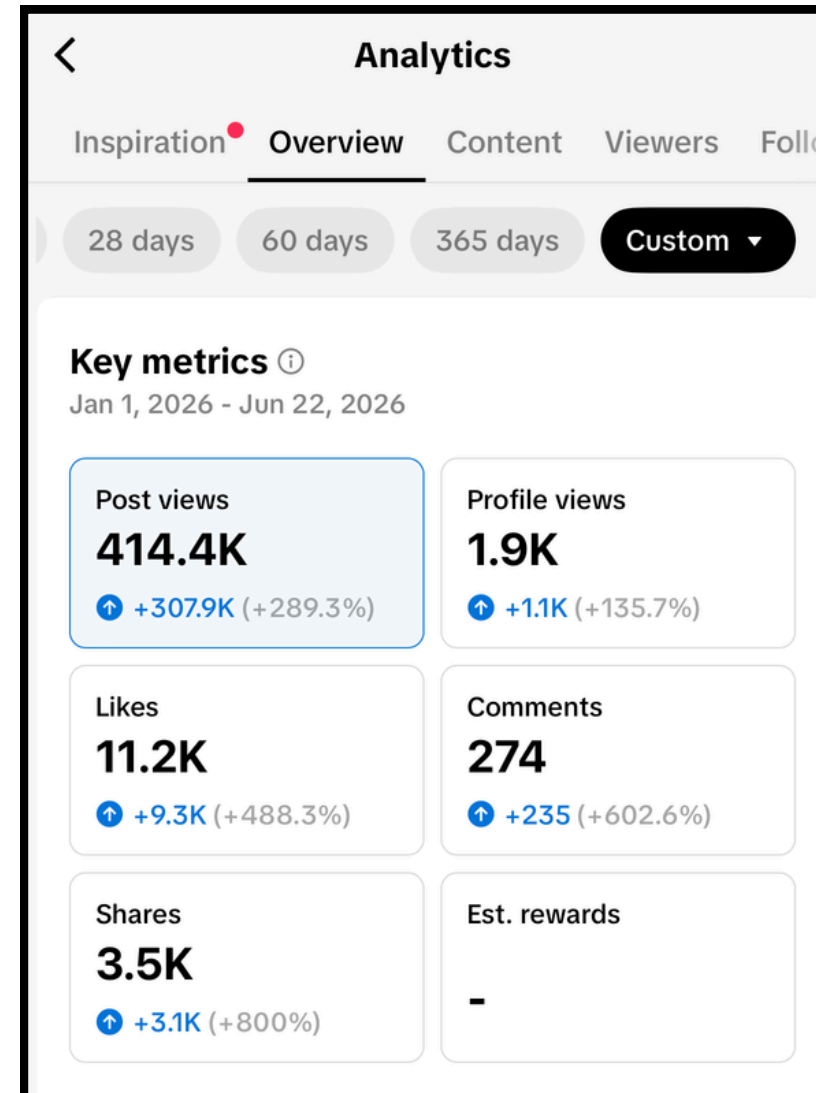 Analytics
Inspiration Overview Content Viewers
28 days 60 days 365 days Custom
Key metrics
Jan 1, 2026 - Jun 22, 2026
Post views
414.4K
+307.9K (+289.3%)
Profile views
1.9K
+1.1K (+135.7%)
Likes
11.2K
+9.3K (+488.3%)
Comments
274
+235 (+602.6%)
Shares
3.5K
+3.1K (+800%)
Est. rewards
-